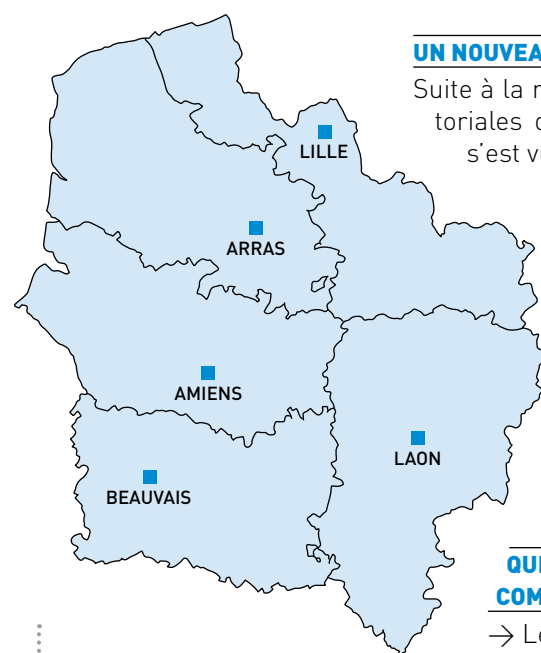 UN NOUVEA
Suite à la
toriales
s'est
LILLE
ARRAS
AMIENS
LAON
BEAUVAIS
QU
COM
→ Le